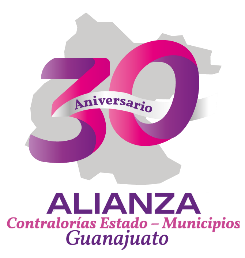 30
Aniversario
ALIANZA
Contralorías Estado – Municipios
Guanajuato